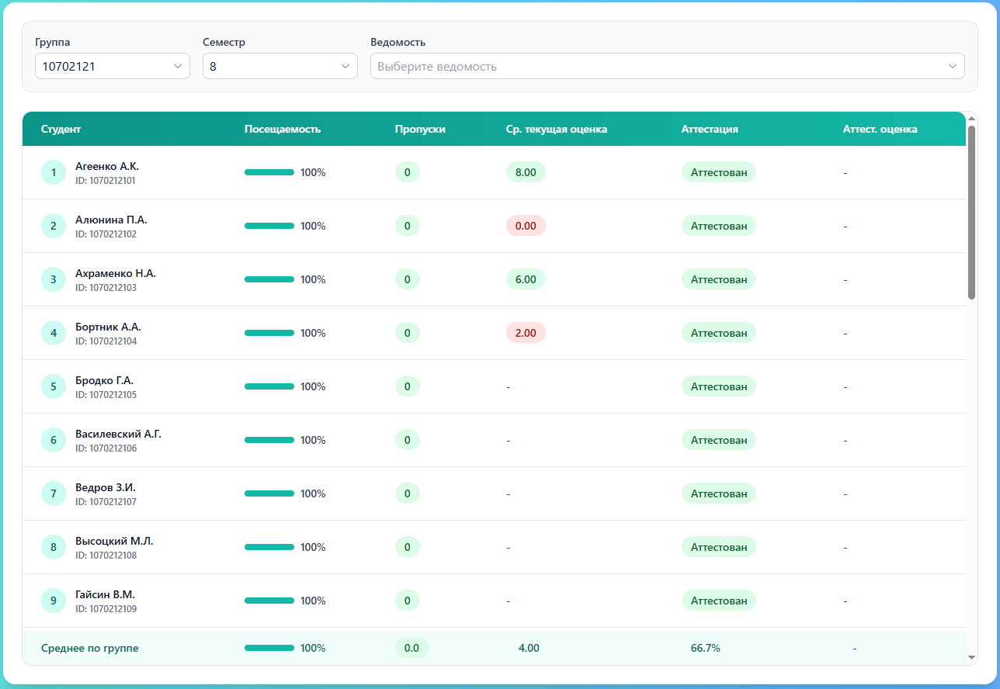 Группа Семестр Ведомость
10702121 8 Выберите ведомость
Студент Посещаемость Пропуски Ср. текущая оценка Аттестация Аттест. оценка
1 Агеенко А.К. 100% 0 8.00 Аттестован -
ID: 1070212101
2 Алюнина П.А. 100% 0 0.00 Аттестован -
ID: 1070212102
3 Ахраменко Н.А. 100% 0 6.00 Аттестован -
ID: 1070212103
4 Бортник А.А. 100% 0 2.00 Аттестован -
ID: 1070212104
5 Бродко Г.А. 100% 0 - Аттестован -
ID: 1070212105
6 Василевский А.Г. 100% 0 - Аттестован -
ID: 1070212106
7 Ведров З.И. 100% 0 - Аттестован -
ID: 1070212107
8 Высоцкий М.Л. 100% 0 - Аттестован -
ID: 1070212108
9 Гайсин В.М. 100% 0 - Аттестован -
ID: 1070212109
Среднее по группе 100% 0.0 4.00 66.7% -